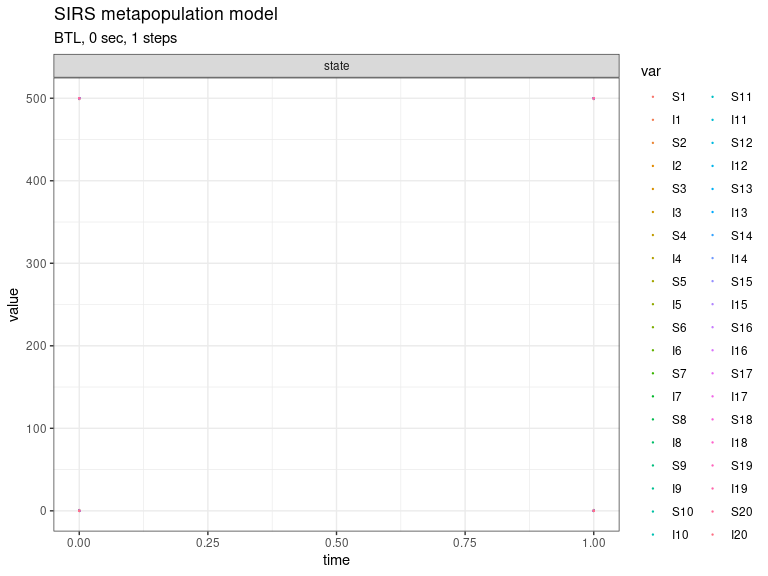 SIRS metapopulation model
BTL, 0 sec, 1 steps
state
value
500
400
300
200
100
0
0.00 0.25 0.50 0.75 1.00
time
var
S1 S11
I1 I11
S2 S12
I2 I12
S3 S13
I3 I13
S4 S14
I4 I14
S5 S15
I5 I15
S6 S16
I6 I16
S7 S17
I7 I17
S8 S18
I8 I18
S9 S19
I9 I19
S10 S20
I10 I20